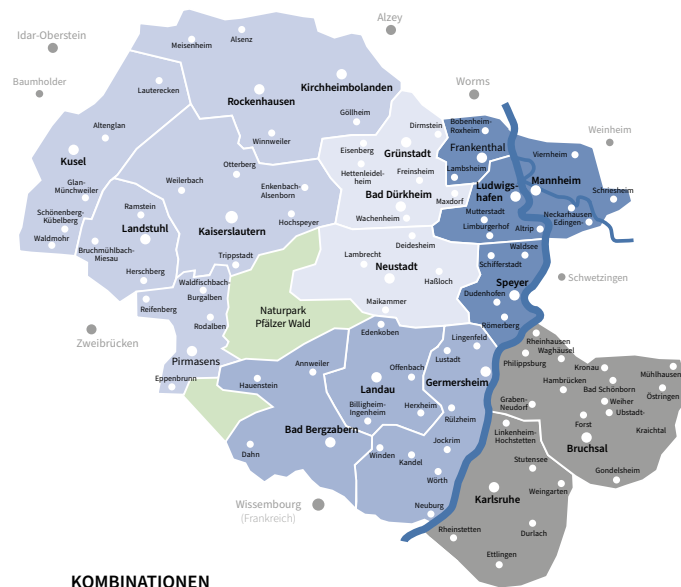 Alzey
Idar-Oberstein
Alsenz
Meisenheim
Baumholder
Lauterecken
Kirchheimbolanden
Rockenhausen
Worms
Göllheim
Altenglan
Winnweiler
Dirmstein
Bobenheim-
Roxheim
Weinheim
Eisenberg
Grünstadt
Frankenthal
Viernheim
Kusel
Otterberg
Hettenleidel-
heim
Freinsheim
Lambsheim
Glan-
Münchweiler
Weilerbach
Enkenbach-
Alsenborn
Bad Dürkheim
Maxdorf
Ludwigs-
hafen
Mannheim
Schriesheim
Schönenberg-
Kübelberg
Ramstein
Hochspeyer
Wachenheim
Mutterstadt
Neckarhausen
Edingen-
Waldmohr
Landstuhl
Kaiserslautern
Limburgerhof
Altrip
Bruchmühlbach-
Miesau
Trippstadt
Deidesheim
Waldsee
Lambrecht
Neustadt
Schifferstadt
Herschberg
Waldfischbach-
Burgalben
Haßloch
Speyer
Schwetzingen
Reifenberg
Naturpark
Pfälzer Wald
Maikammer
Dudenhofen
Rodalben
Edenkoben
Römerberg
Zweibrücken
Lingenfeld
Rheinhausen
Waghäusel
Pirmasens
Annweiler
Lustadt
Philippsburg
Kronau
Mühlhausen
Eppenbrunn
Hauenstein
Offenbach
Germersheim
Hambrücken
Bad Schönborn
Östringen
Landau
Graben-
Neudorf
Weiher
Ubstadt-
Billigheim-
Ingenheim
Herxheim
Rülzheim
Forst
Kraichtal
Bad Bergzabern
Linkenheim-
Hochstetten
Bruchsal
Dahn
Winden
Jockrim
Kandel
Stutensee
Gondelsheim
Wörth
Weingarten
Karlsruhe
Wissembourg
(Frankreich)
Neuburg
Rheinstetten
Durlach
Ettlingen
KOMBINATIONEN